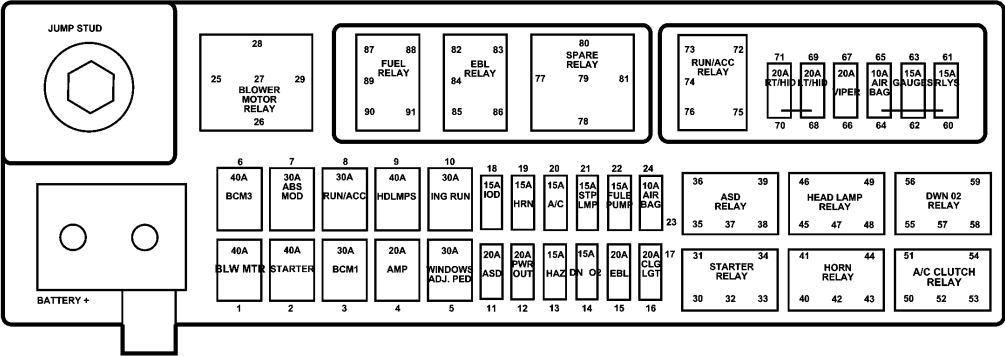 JUMP STUD
28
25 27 29
BLOWER
MOTOR
RELAY
26
87 88
FUEL
RELAY
89
90 91
82 83
EBL
RELAY
84
85 86
80
SPARE
RELAY
77 79 81
78
73 72
RUN/ACC
RELAY
74
76 75
71 69 67 65 63 61
20A
RT/HID
20A
LT/HID
20A
VIPER
10A
AIR
BAG
15A
GAUGES
15A
RLYS
70 68 66 64 62 60
6 7 8 9 10 18 19 20 21 22 24
40A
BCM3
30A
ABS
MOD
30A
RUN/ACC
40A
HDLMPS
30A
ING RUN
15A
IOD
15A
HRN
15A
A/C
15A
STP
LMP
15A
FULE
PUMP
10A
AIR
BAG
23
17
40A
BLW MTR
40A
STARTER
30A
BCM1
20A
AMP
30A
WINDOWS
ADJ. PED
20A
ASD
20A
PWR
OUT
15A
HAZ
15A
DN O2
20A
EBL
20A
CLG
LGT
1 2 3 4 5 11 12 13 14 15 16
36 39
ASD
RELAY
35 37 38
46 49
HEAD LAMP
RELAY
45 47 48
56 59
DWN 02
RELAY
55 57 58
31 34
STARTER
RELAY
30 32 33
41 44
HORN
RELAY
40 42 43
51 54
A/C CLUTCH
RELAY
50 52 53
BATTERY +